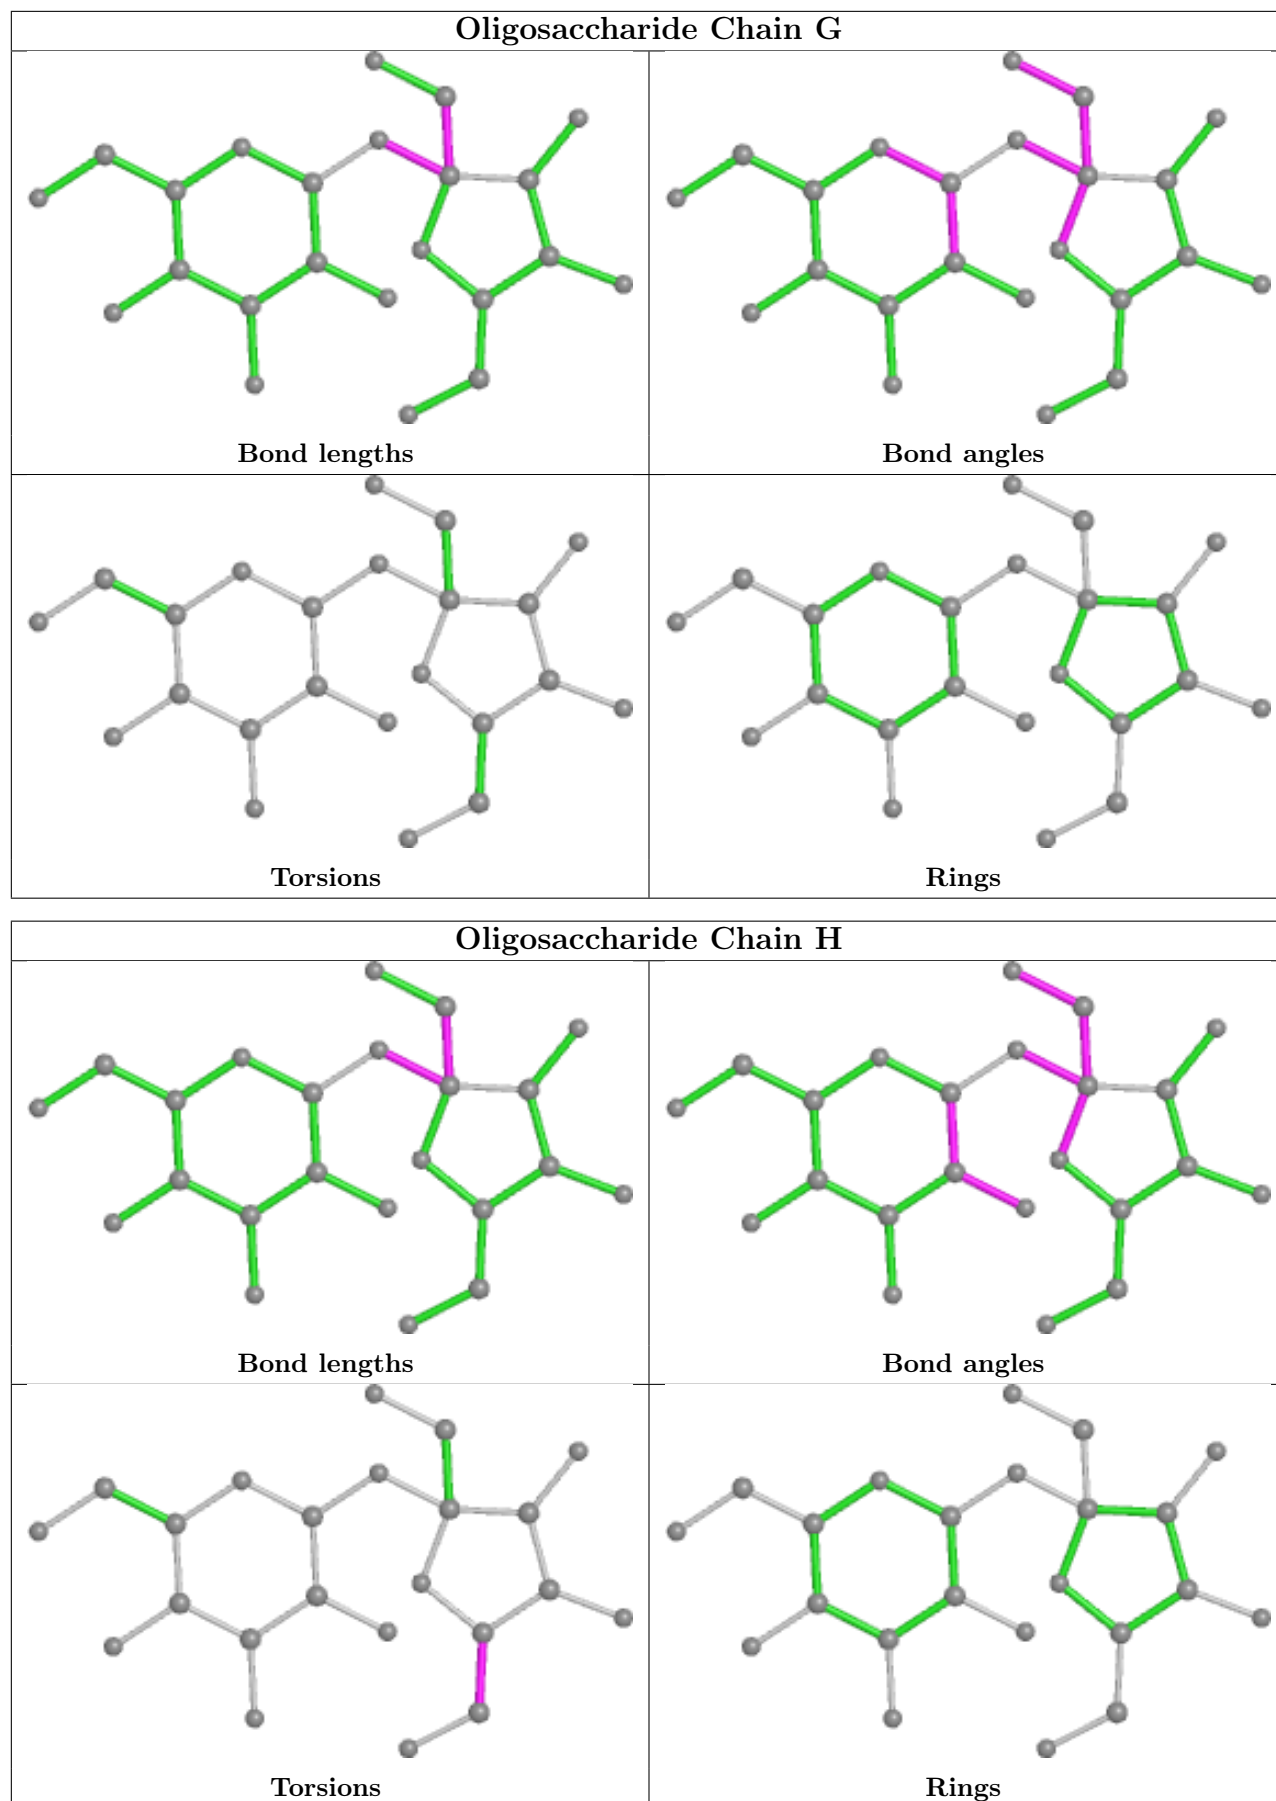 Oligosaccharide Chain G
Bond lengths
Bond angles
Torsions
Rings
Oligosaccharide Chain H
Bond lengths
Bond angles
Torsions
Rings